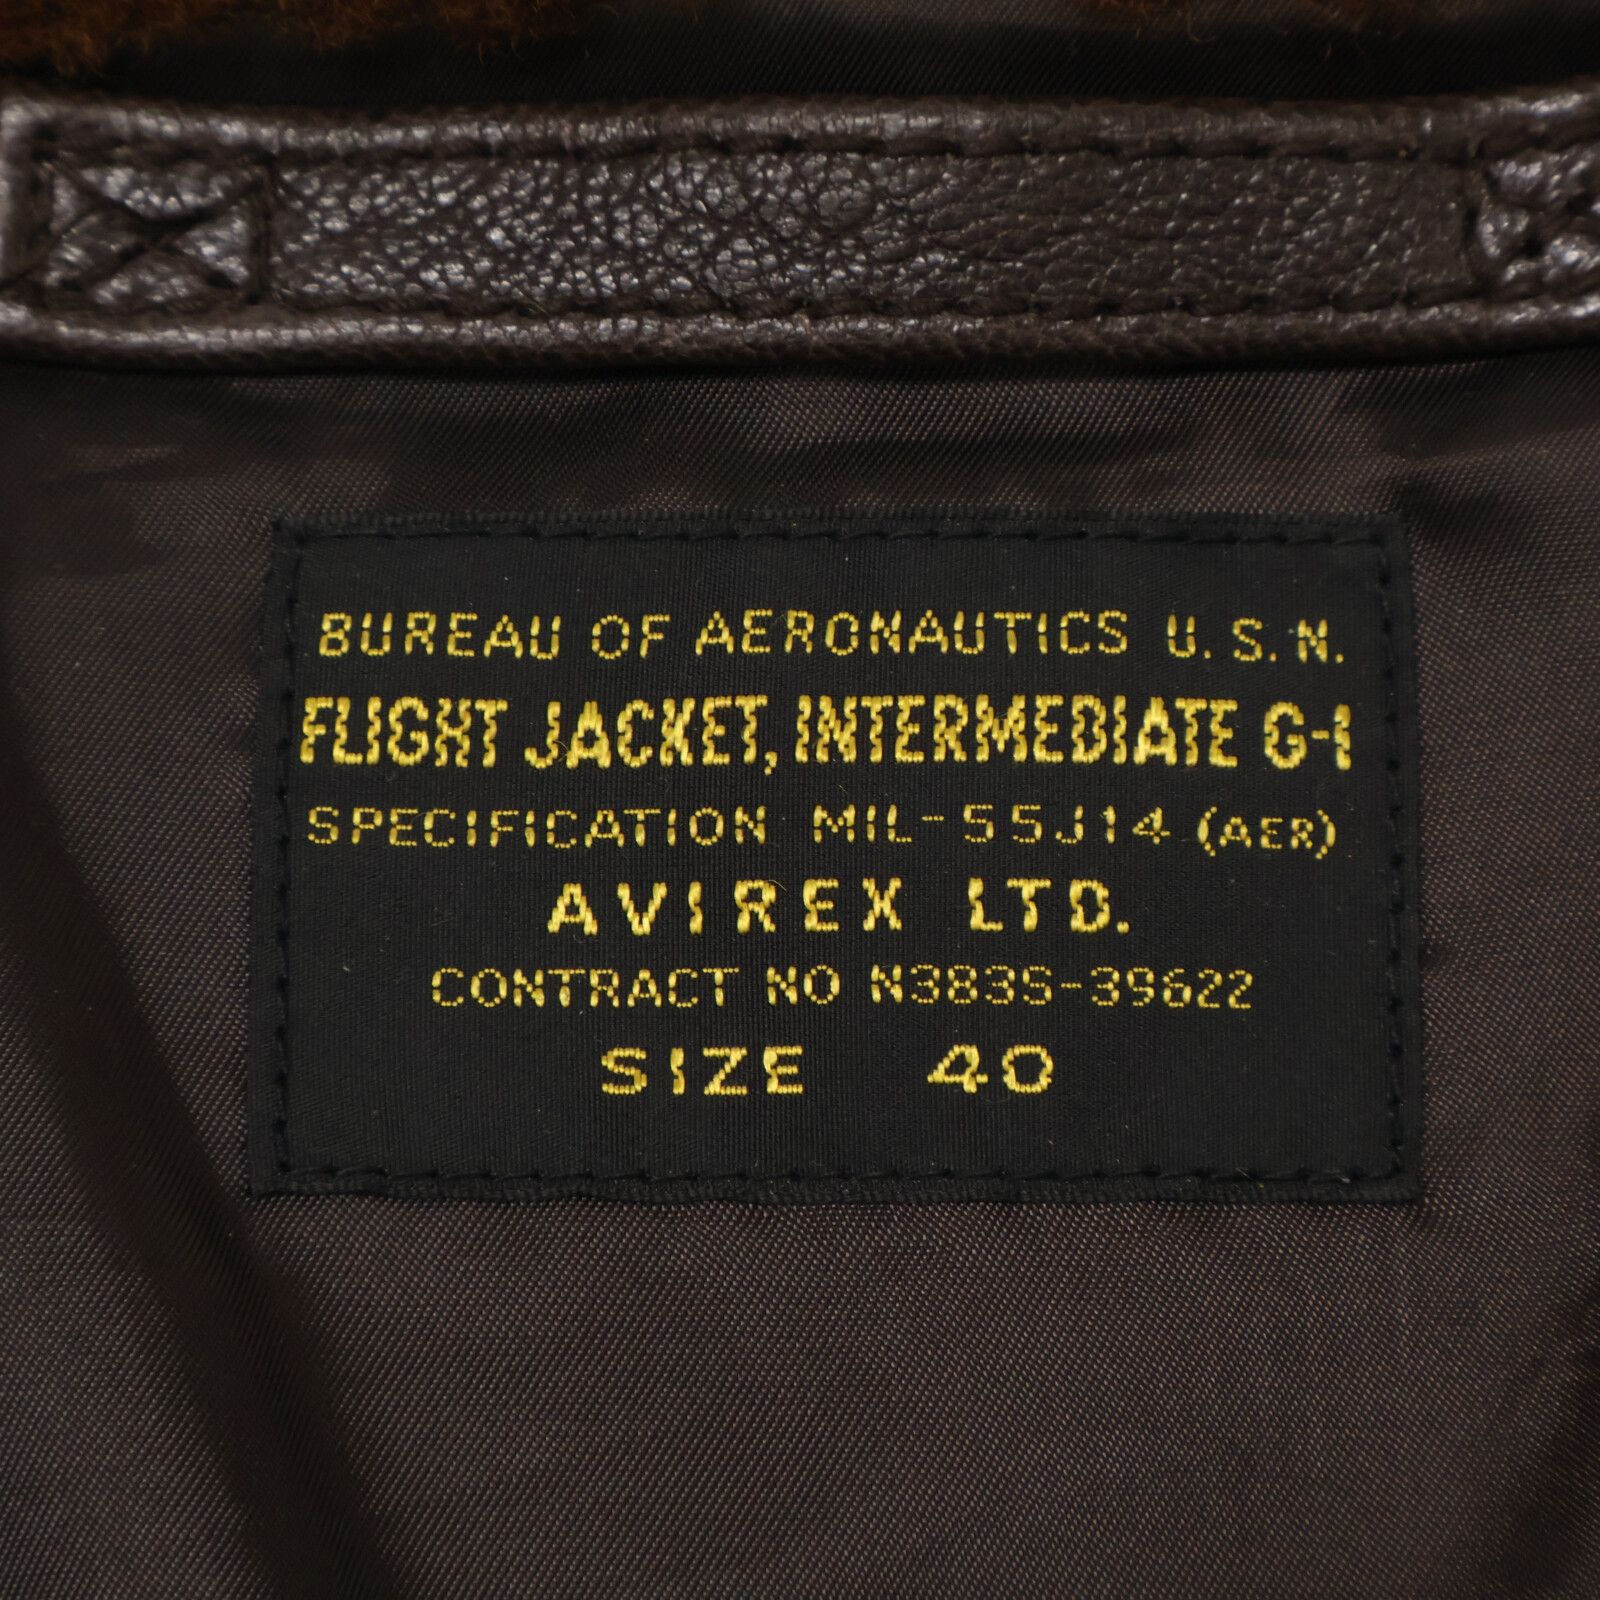 BUREAU OF AERONAUTICS U.S.N.
FLIGHT JACKET, INTERMEDIATE G-1
SPECIFICATION MIL-55J14 (AER)
AVIREX LTD.
CONTRACT NO N383S-39622
SIZE 40